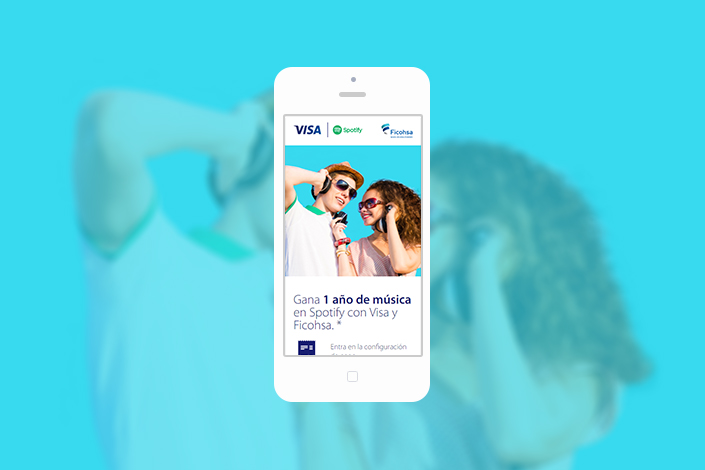 VISA Spotify Ficohsa
Gana 1 año de música
en Spotify con Visa y
Ficohsa. *
Entra en la configuración